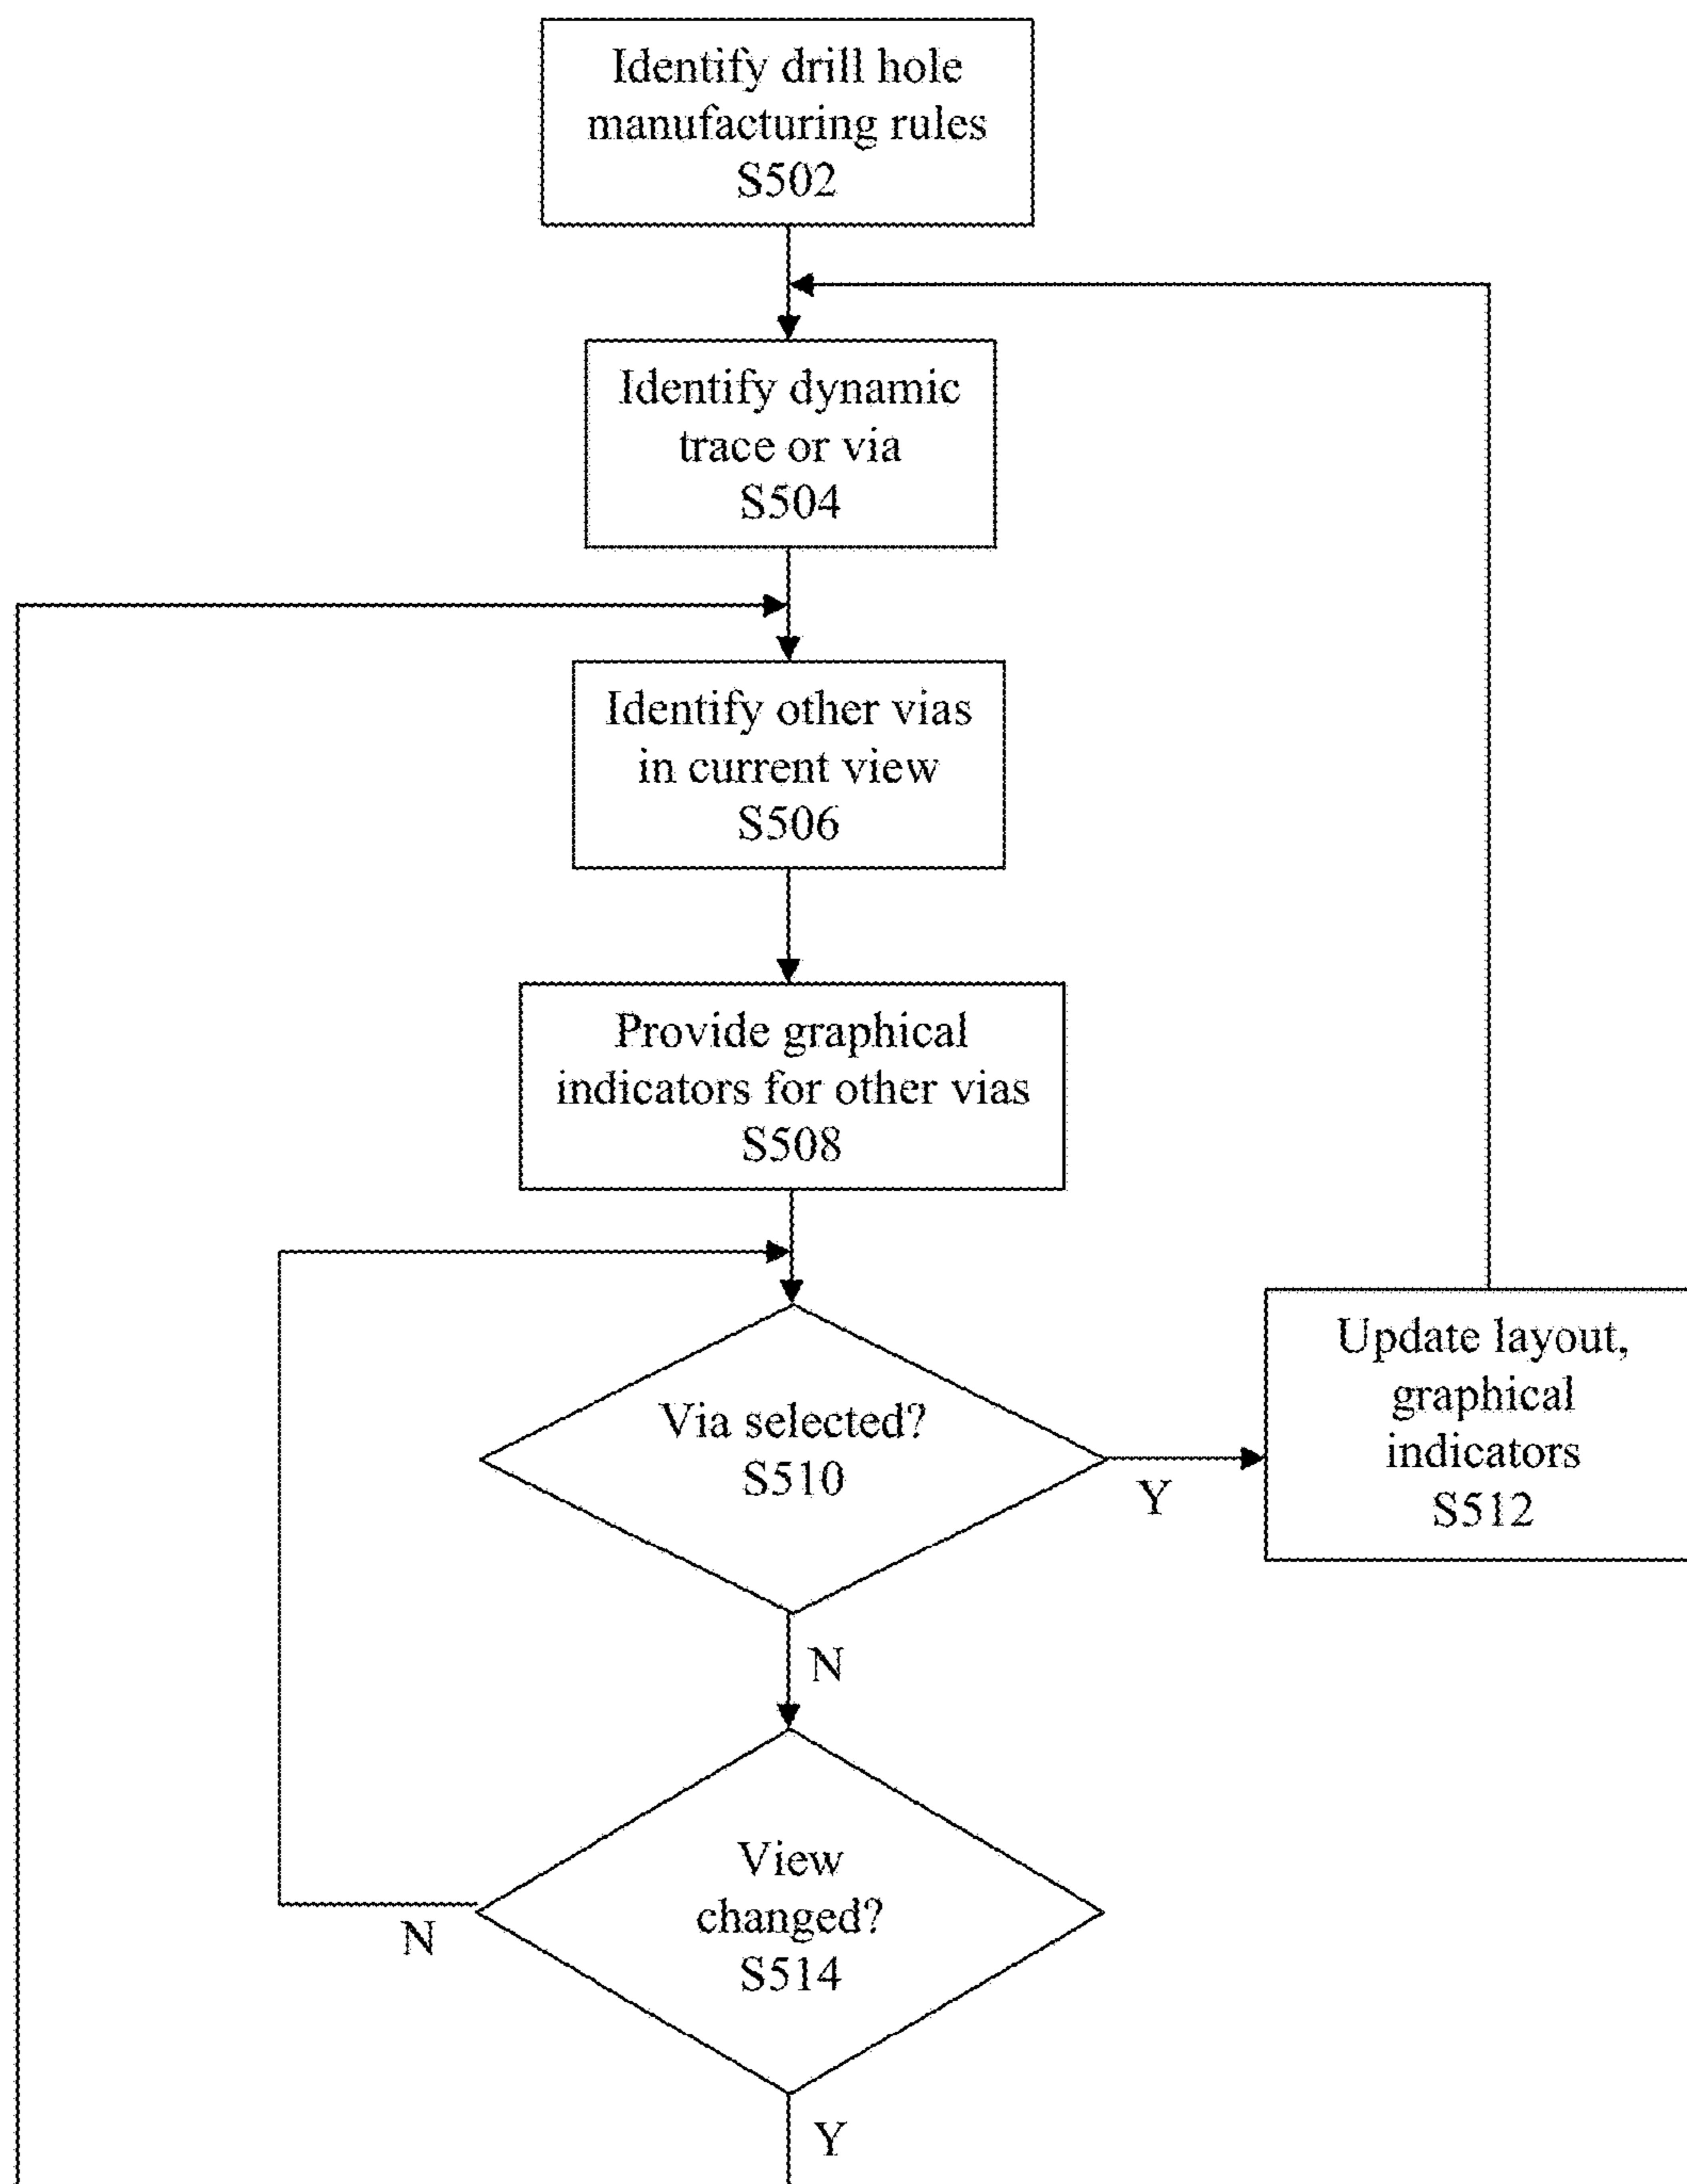 Identify drill hole
manufacturing rules
S502
Identify dynamic
trace or via
S504
Identify other vias
in current view
S506
Provide graphical
indicators for other vias
S508
Via selected?
S510
Y
Update layout,
graphical
indicators
S512
N
View
changed?
S514
N
Y